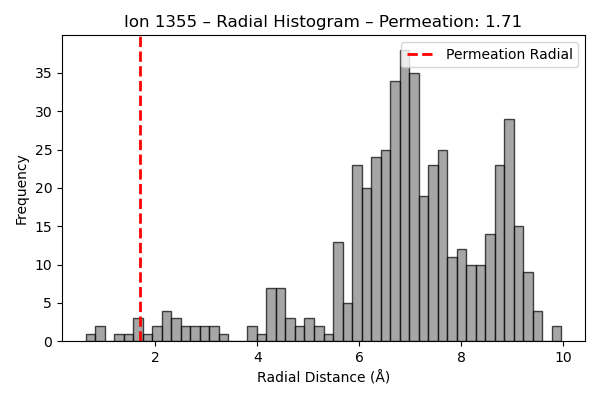 Ion 1355 – Radial Histogram – Permeation: 1.71
Permeation Radial
Frequency
35
30
25
20
15
10
5
0
2 4 6 8 10
Radial Distance (Å)